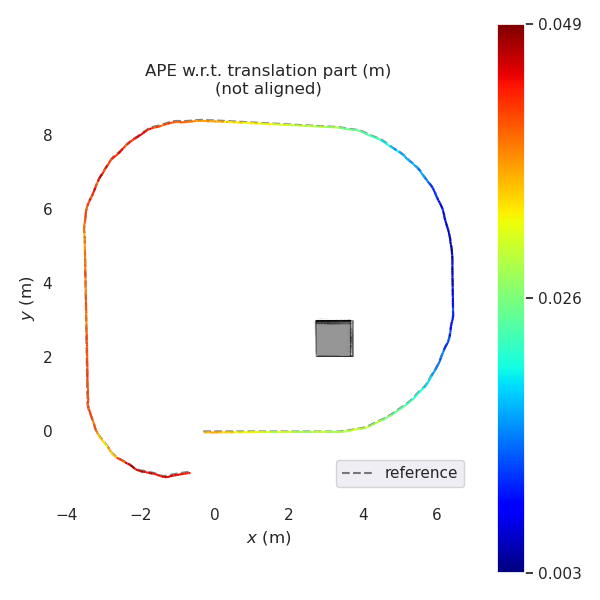 APE w.r.t. translation part (m)
(not aligned)
0.049
0.026
0.003
8
6
4
2
0
y (m)
−4 −2 0 2 4 6
x (m)
reference